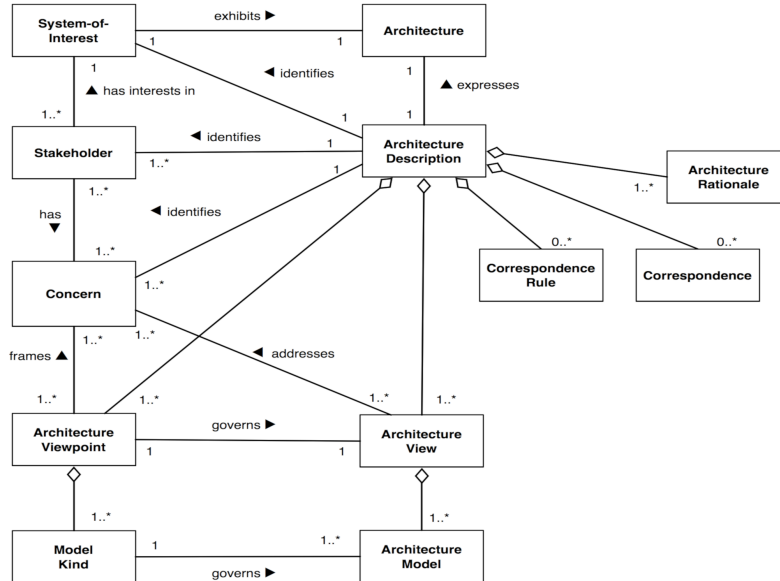 System-of-
Interest
exhibits ►
1
1
Architecture
1
◄ identifies
1
▲ has interests in
▲ expresses
1..*
1
1
Stakeholder
◄ identifies
1
1..*
Architecture
Description
1
Architecture
Rationale
1..*
1..*
has
▼
◄ identifies
1..*
1..*
0..*
0..*
Concern
Correspondence
Rule
Correspondence
1..*
1..*
frames ▲
◄ addresses
1..*
1..*
1..*
1..*
Architecture
Viewpoint
governs ►
1
1
Architecture
View
1..*
1..*
Model
Kind
1
1..*
governs ►
Architecture
Model